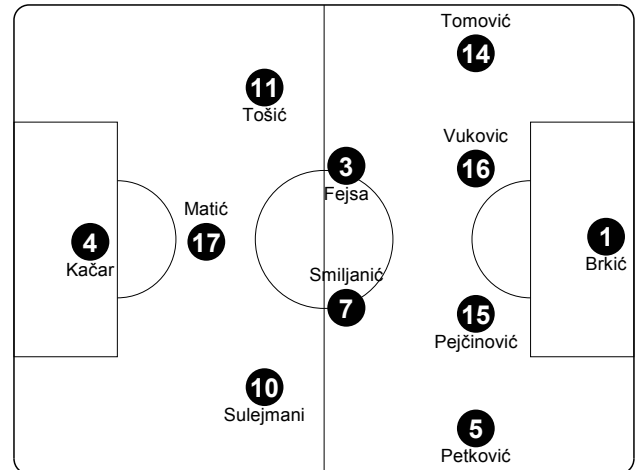 Tomović
14
11
Tošić
Vukovic
16
3
Fejsa
Matić
17
4
Kačar
1
Brkić
Smiljanić
7
15
Pejčinović
10
Sulejmani
5
Petković